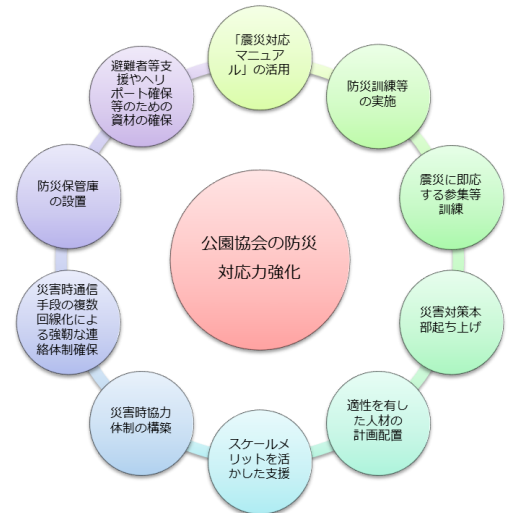 「震災対応
マニュア
ル」の活用
防災訓練等
の実施
震災に即応
する参集等
訓練
災害対策本
部起ち上げ
適性を有し
た人材の
計画配置
スケールメ
リットを活
かした支援
災害時協力
体制の構築
災害時通信
手段の複数
回線化によ
る強靭な連
絡体制確保
防災保管庫
の設置
避難者等支
援やヘリ
ポート確保
等のための
資材の確保
公園協会の防災
対応力強化